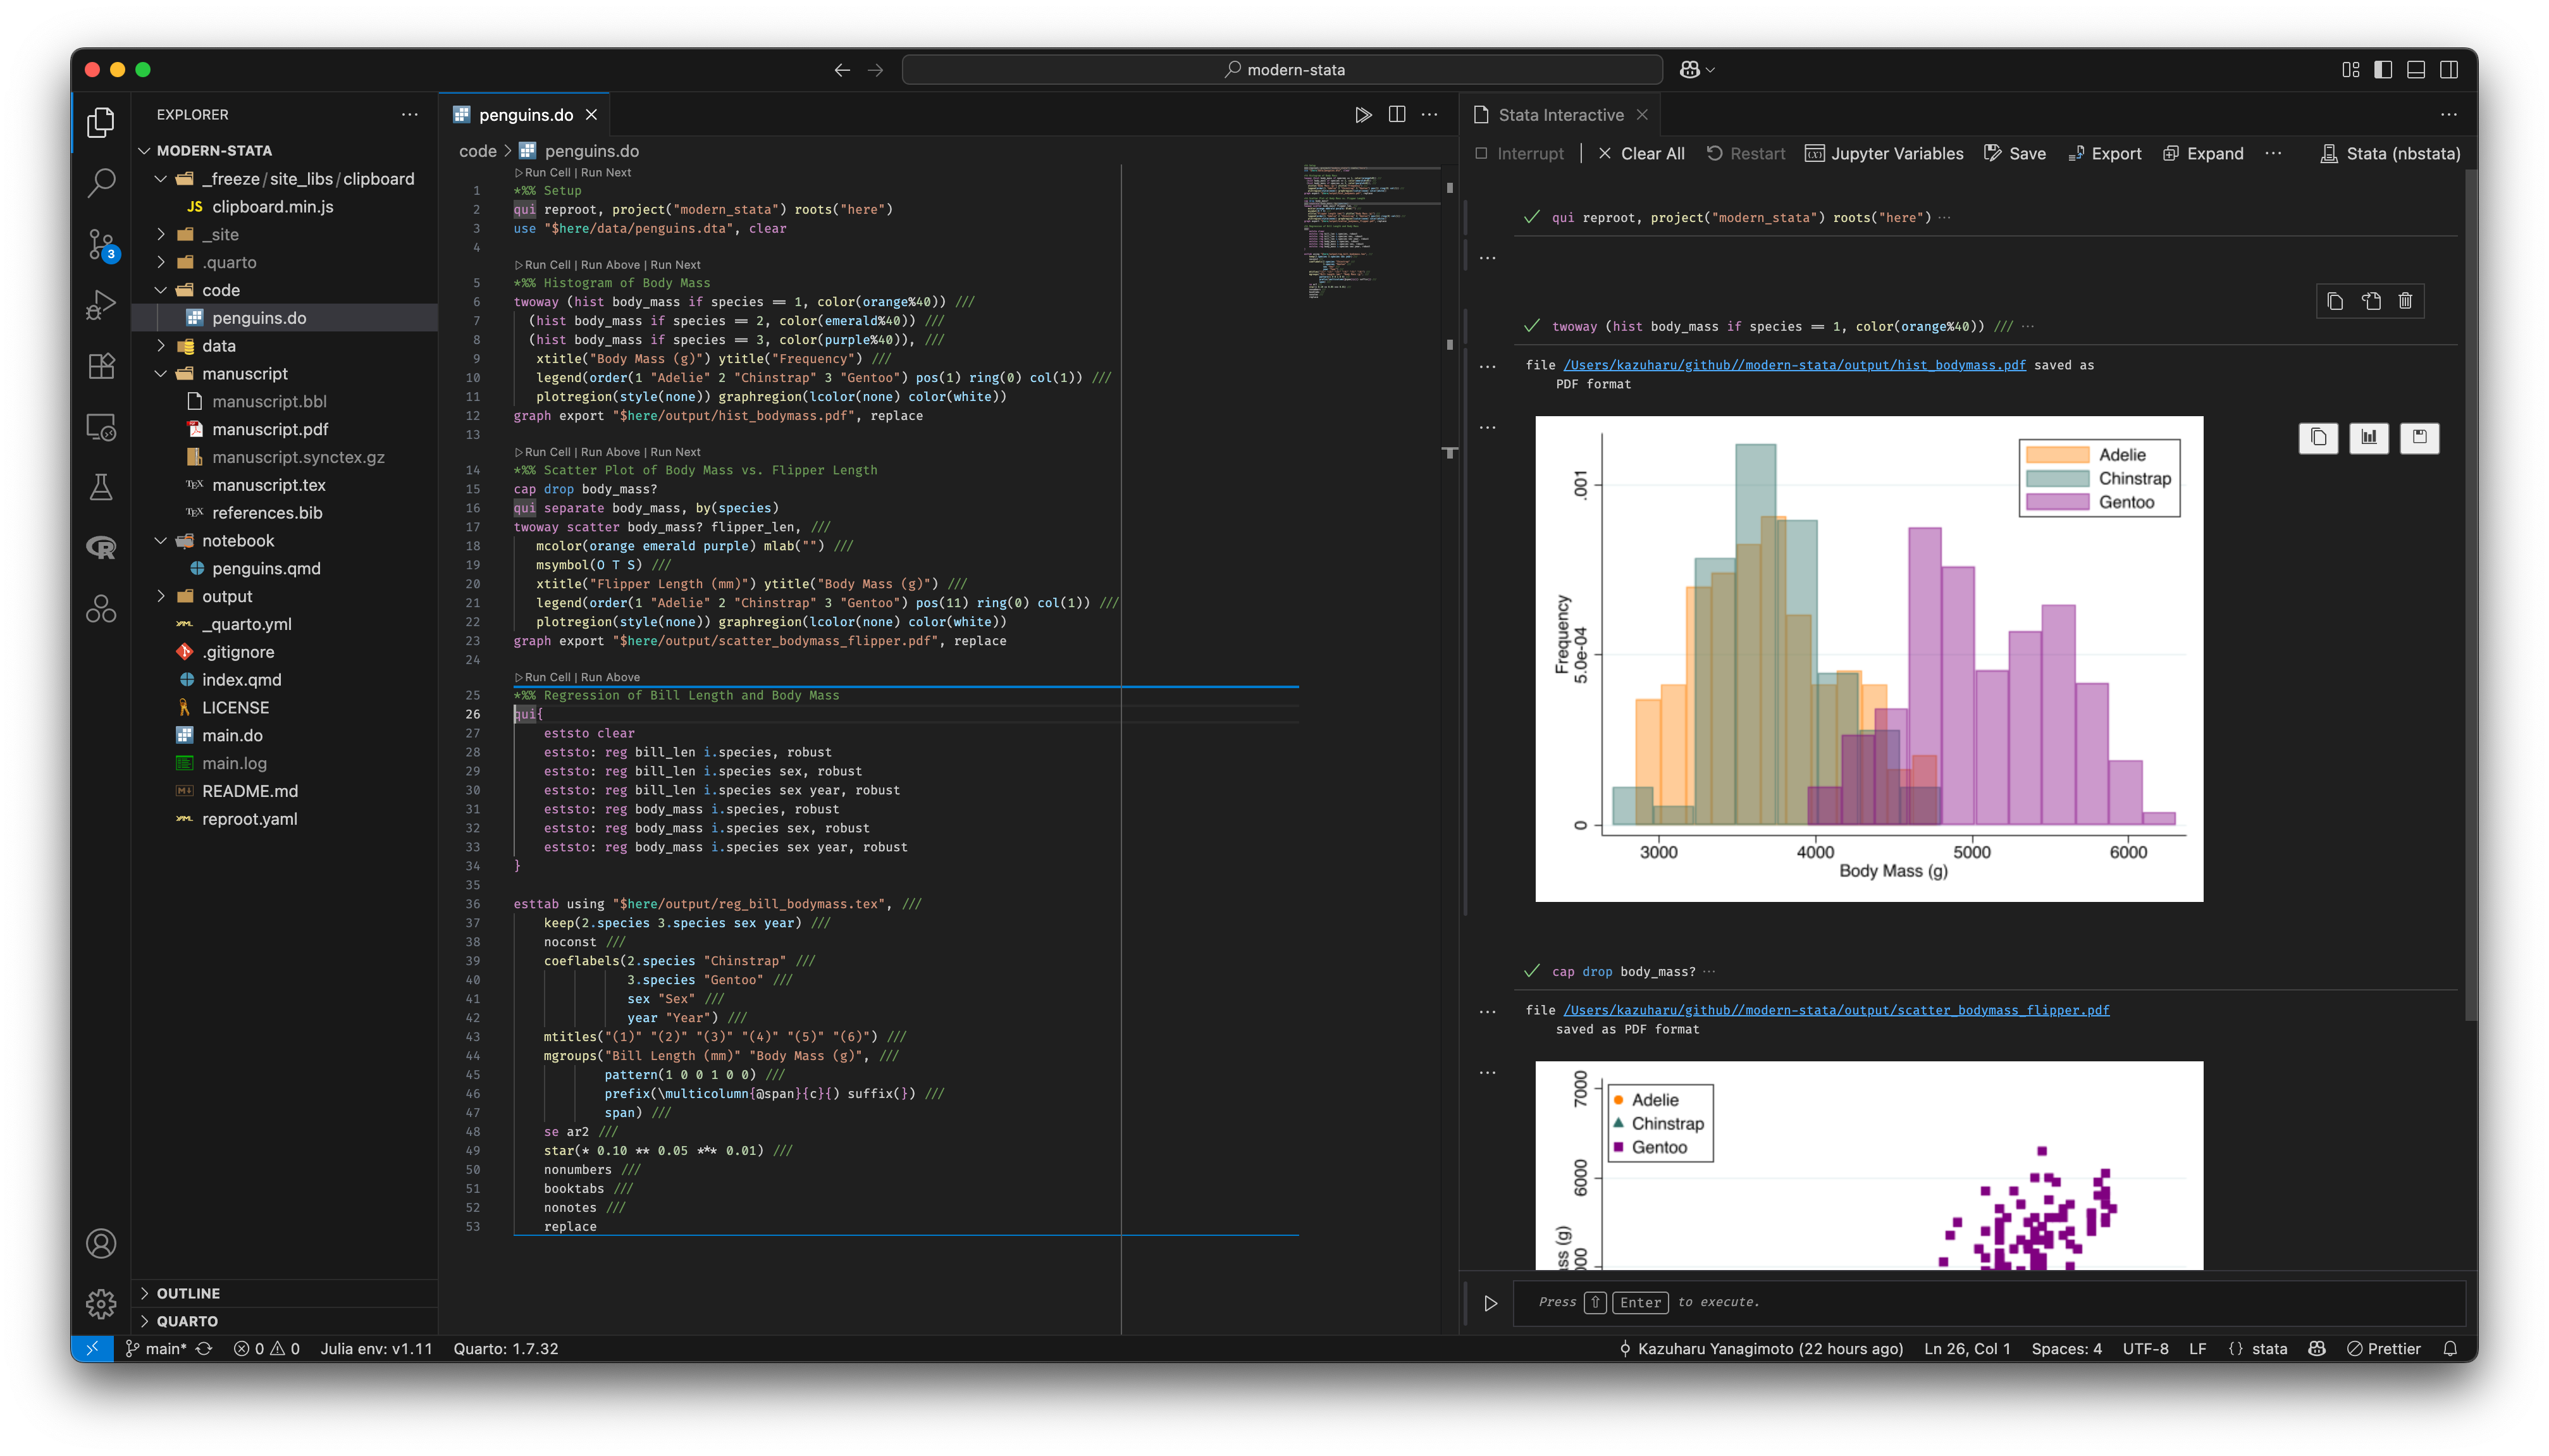 modern-stata
EXPLORER
MODERN-STATA
_freeze/site_libs/clipboard
JS clipboard.min.js
_site
.quarto
code
penguins.do
data
manuscript
manuscript.bbl
manuscript.pdf
manuscript.synctex.gz
TEX manuscript.tex
TEX references.bib
notebook
penguins.qmd
output
YML _quarto.yml
.gitignore
index.qmd
LICENSE
main.do
main.log
README.md
YML reproot.yaml
OUTLINE
QUARTO
3
penguins.do
code > penguins.do
Run Cell | Run Next
1 *%% Setup
2 qui reproot, project("modern_stata") roots("here")
3 use "$here/data/penguins.dta", clear
4
Run Cell | Run Above | Run Next
5 *%% Histogram of Body Mass
6 twoway (hist body_mass if species == 1, color(orange%40)) ///
7 (hist body_mass if species == 2, color(emerald%40)) ///
8 (hist body_mass if species == 3, color(purple%40)), ///
9 xtitle("Body Mass (g)") ytitle("Frequency") ///
10 legend(order(1 "Adelie" 2 "Chinstrap" 3 "Gentoo") pos(1) ring(0) col(1)) ///
11 plotregion(style(none)) graphregion(lcolor(none) color(white))
12 graph export "$here/output/hist_bodymass.pdf", replace
13
Run Cell | Run Above | Run Next
14 *%% Scatter Plot of Body Mass vs. Flipper Length
15 cap drop body_mass?
16 qui separate body_mass, by(species)
17 twoway scatter body_mass? flipper_len, ///
18 mcolor(orange emerald purple) mlab("") ///
19 msymbol(O T S) ///
20 xtitle("Flipper Length (mm)") ytitle("Body Mass (g)") ///
21 legend(order(1 "Adelie" 2 "Chinstrap" 3 "Gentoo") pos(11) ring(0) col(1)) ///
22 plotregion(style(none)) graphregion(lcolor(none) color(white))
23 graph export "$here/output/scatter_bodymass_flipper.pdf", replace
24
Run Cell | Run Above
25 *%% Regression of Bill Length and Body Mass
26 qui{
27 eststo clear
28 eststo: reg bill_len i.species, robust
29 eststo: reg bill_len i.species sex, robust
30 eststo: reg bill_len i.species sex year, robust
31 eststo: reg body_mass i.species, robust
32 eststo: reg body_mass i.species sex, robust
33 eststo: reg body_mass i.species sex year, robust
34 }
35
36 esttab using "$here/output/reg_bill_bodymass.tex", ///
37 keep(2.species 3.species sex year) ///
38 noconst ///
39 coeflabels(2.species "Chinstrap" ///
40 3.species "Gentoo" ///
41 sex "Sex" ///
42 year "Year") ///
43 mtitles("(1)" "(2)" "(3)" "(4)" "(5)" "(6)") ///
44 mgroups("Bill Length (mm)" "Body Mass (g)", ///
45 pattern(1 0 0 1 0 0) ///
46 prefix(\multicolumn{@span}{c}{) suffix(}) ///
47 span) ///
48 se ar2 ///
49 star(* 0.10 ** 0.05 *** 0.01) ///
50 nonumbers ///
51 booktabs ///
52 nonotes ///
53 replace
Stata Interactive
Interrupt | Clear All Restart Jupyter Variables Save Export Expand ··· Stata (nbstata)
qui reproot, project("modern_stata") roots("here") ···
twoway (hist body_mass if species == 1, color(orange%40)) /// ···
file /Users/kazuharu/github//modern-stata/output/hist_bodymass.pdf saved as
PDF format
Adelie
Chinstrap
Gentoo
Frequency
.001
5.0e-04
0
3000 4000 5000 6000
Body Mass (g)
cap drop body_mass? ···
file /Users/kazuharu/github//modern-stata/output/scatter_bodymass_flipper.pdf
saved as PDF format
Adelie
Chinstrap
Gentoo
7000
6000
Press ⇧ Enter to execute.
main* 0 0 Julia env: v1.11 Quarto: 1.7.32
Kazuharu Yanagimoto (22 hours ago) Ln 26, Col 1 Spaces: 4 UTF-8 LF {} stata Prettier